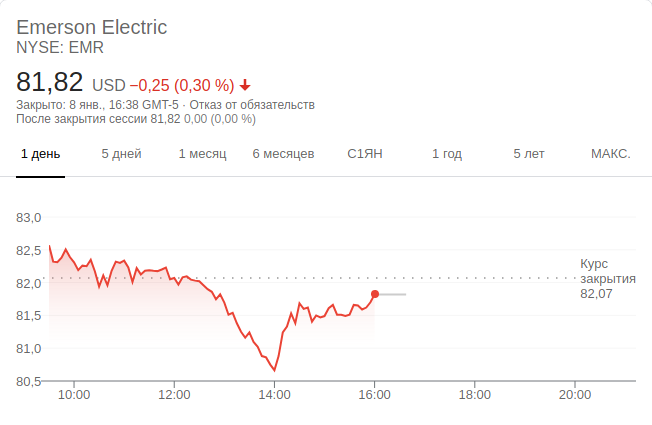 Emerson Electric
NYSE: EMR
81,82 USD −0,25 (0,30 %)
Закрыто: 8 янв., 16:38 GMT-5 · Отказ от обязательств
После закрытия сессии 81,82 0,00 (0,00 %)
1 день 5 дней 1 месяц 6 месяцев С1ЯН 1 год 5 лет МАКС.
83,0
82,5
Курс
закрытия
82,07
82,0
81,5
81,0
80,5
10:00 12:00 14:00 16:00 18:00 20:00